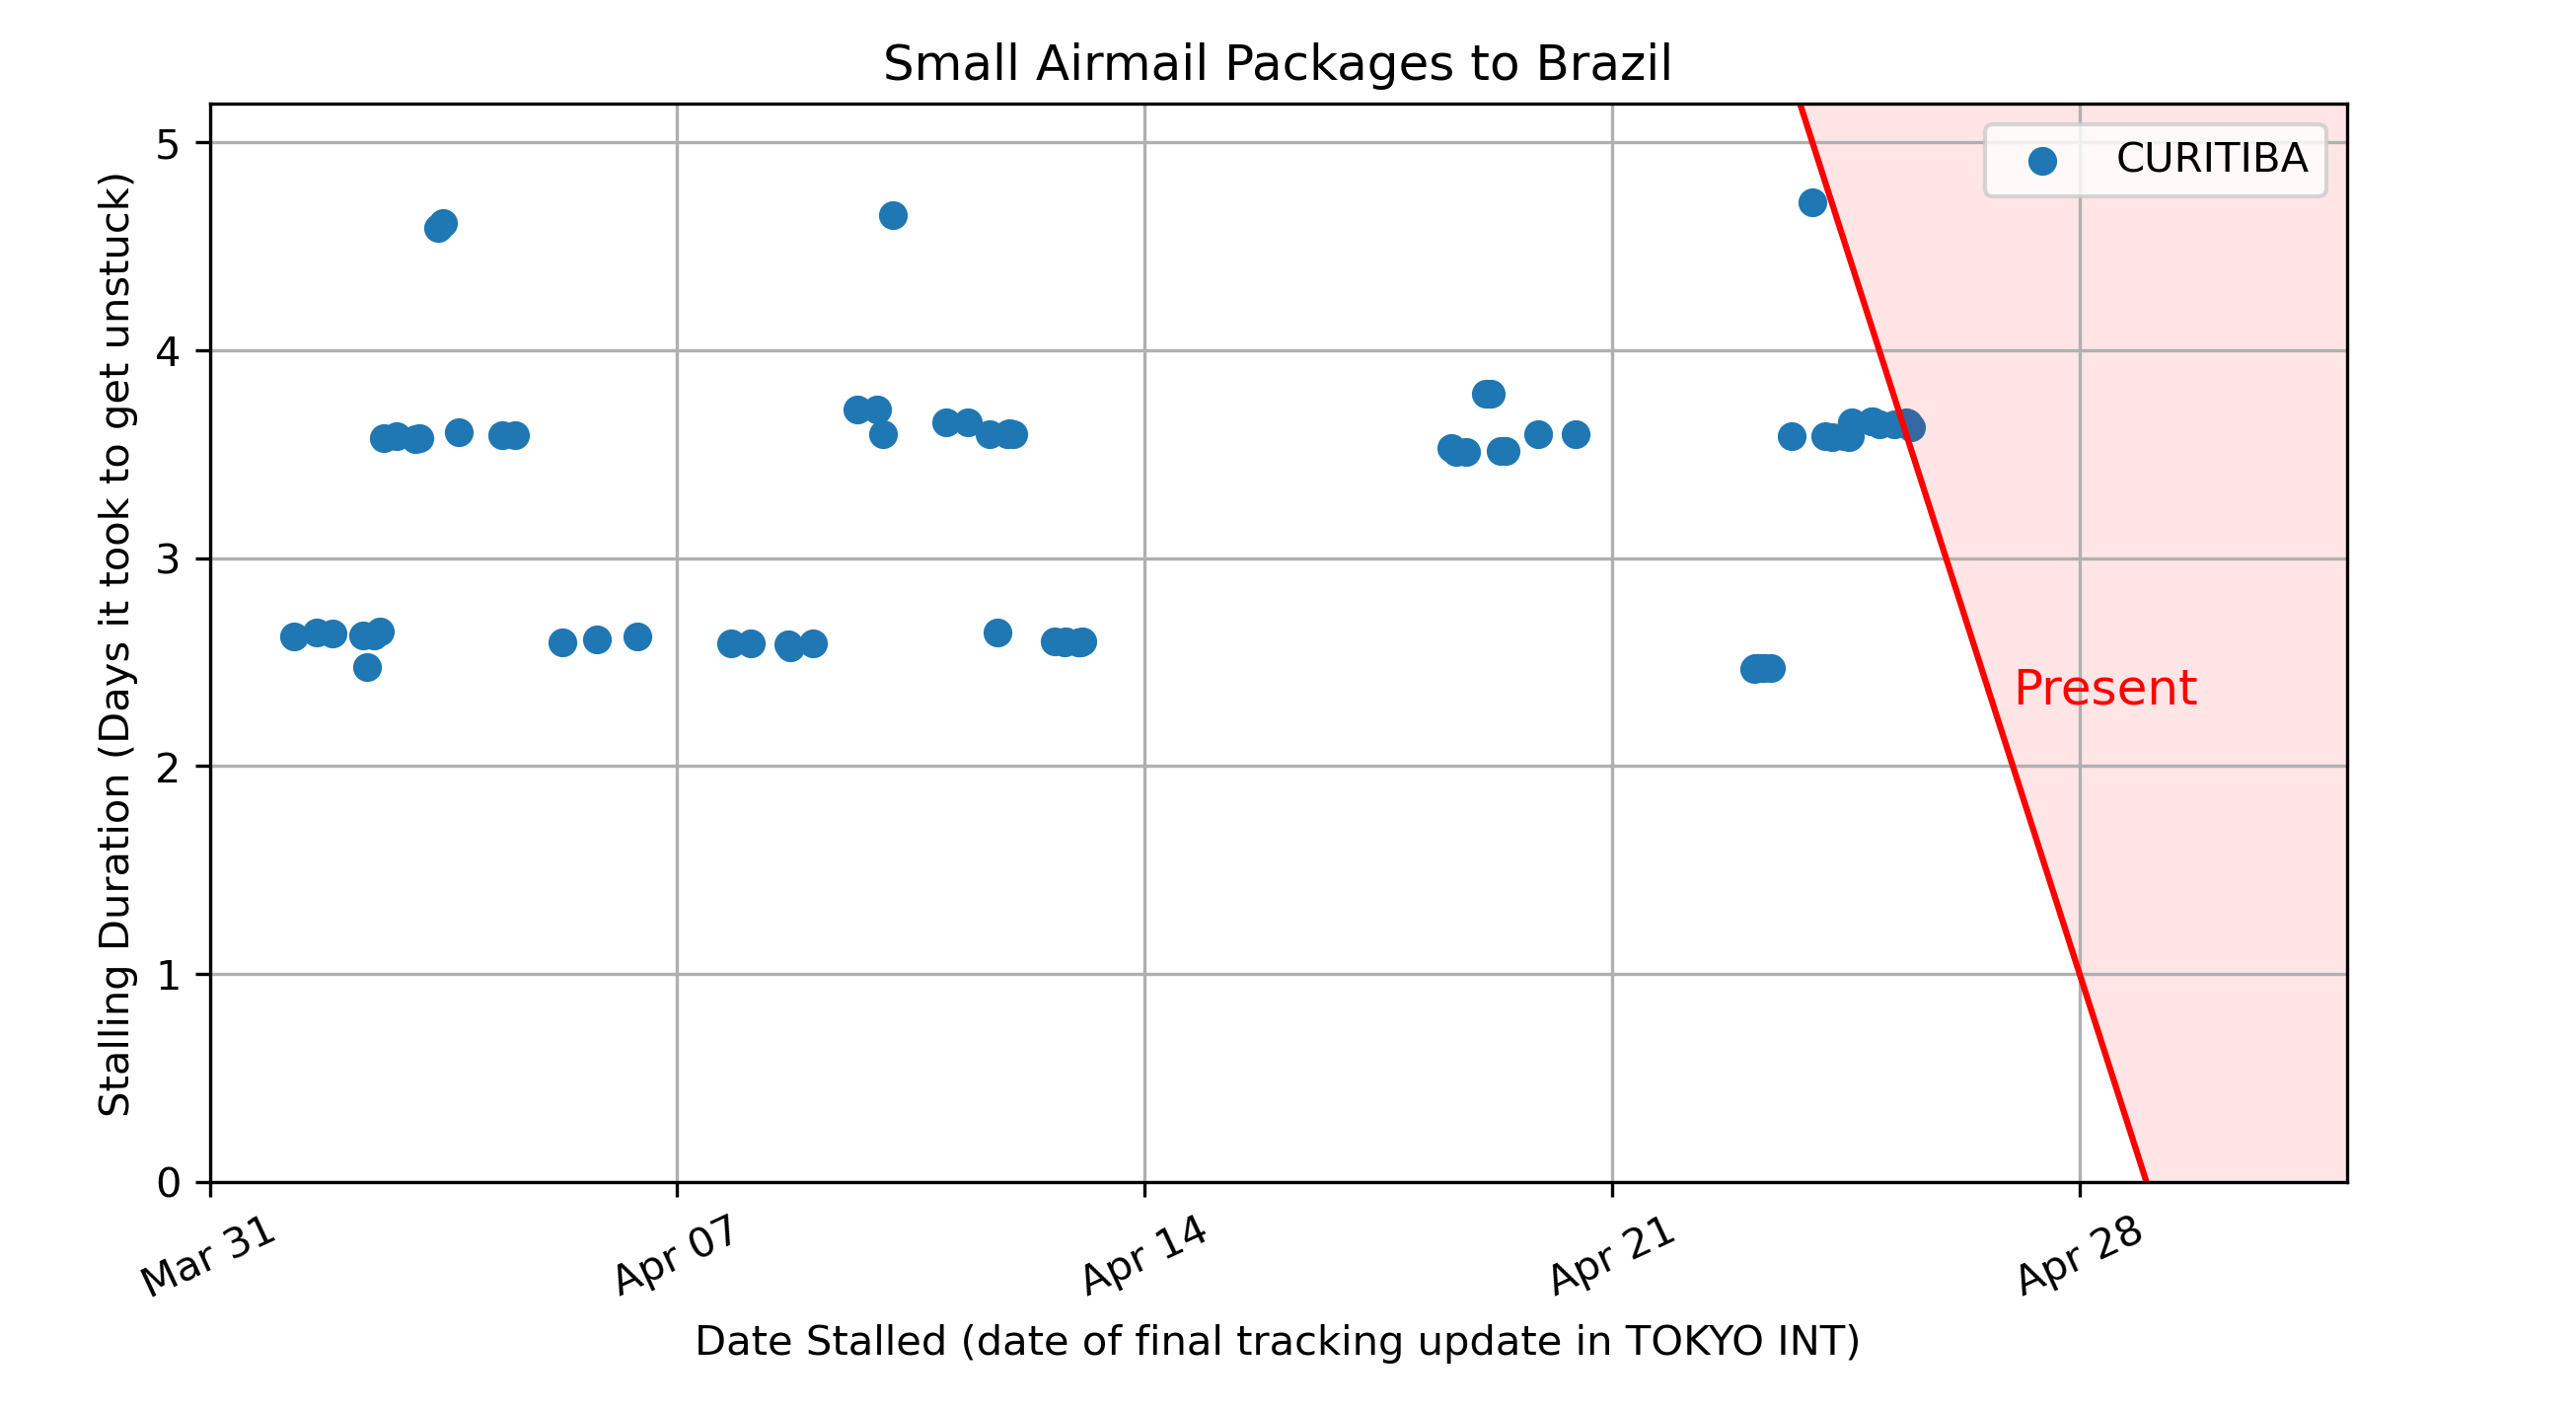 Small Airmail Packages to Brazil
CURITIBA
Stalling Duration (Days it took to get unstuck)
5
4
3
2
1
0
Present
Mar 31
Apr 07
Apr 14
Apr 21
Apr 28
Date Stalled (date of final tracking update in TOKYO INT)